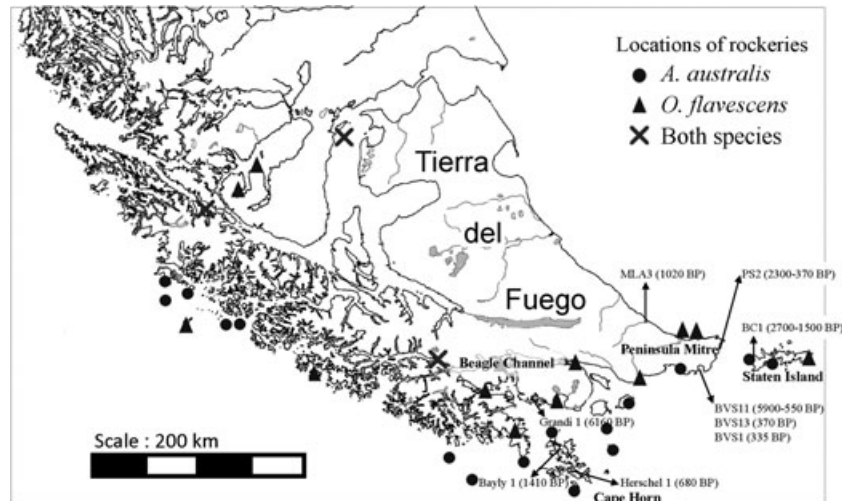 Locations of rockeries
A. australis
O. flavescens
Both species
Tierra
del
Fuego
MLA3 (1020 BP)
PS2 (2300-370 BP)
BC1 (2700-1500 BP)
Beagle Channel
Peninsula Mitre
Staten Island
BVS11 (5900-550 BP)
BVS13 (370 BP)
BVS1 (335 BP)
Grandi 1 (6160 BP)
Scale : 200 km
Bayly 1 (1410 BP)
Herschel 1 (680 BP)
Cape Horn